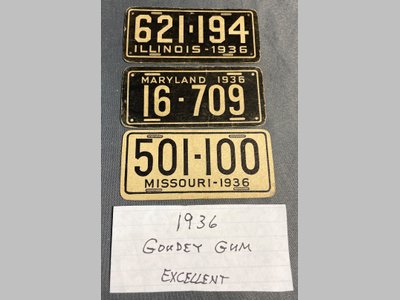 621-194
ILLINOIS-1936
MARYLAND 1936
16-709
501-100
MISSOURI-1936
1936
GOUDEY GUM
EXCELLENT